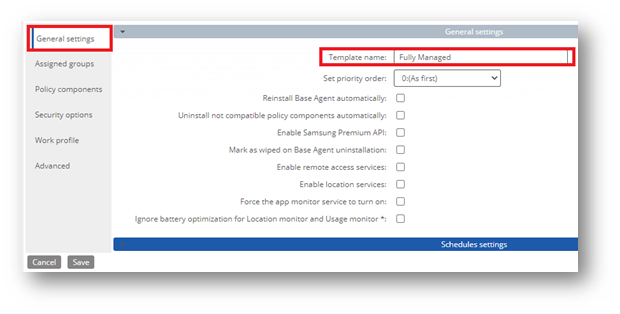 General settings
General settings
Template name: Fully Managed
Assigned groups
Set priority order: 0:(As first)
Policy components
Reinstall Base Agent automatically:
Security options
Uninstall not compatible policy components automatically:
Enable Samsung Premium API:
Work profile
Mark as wiped on Base Agent uninstallation:
Advanced
Enable remote access services:
Enable location services:
Force the app monitor service to turn on:
Ignore battery optimization for Location monitor and Usage monitor *:
Schedules settings
Cancel Save